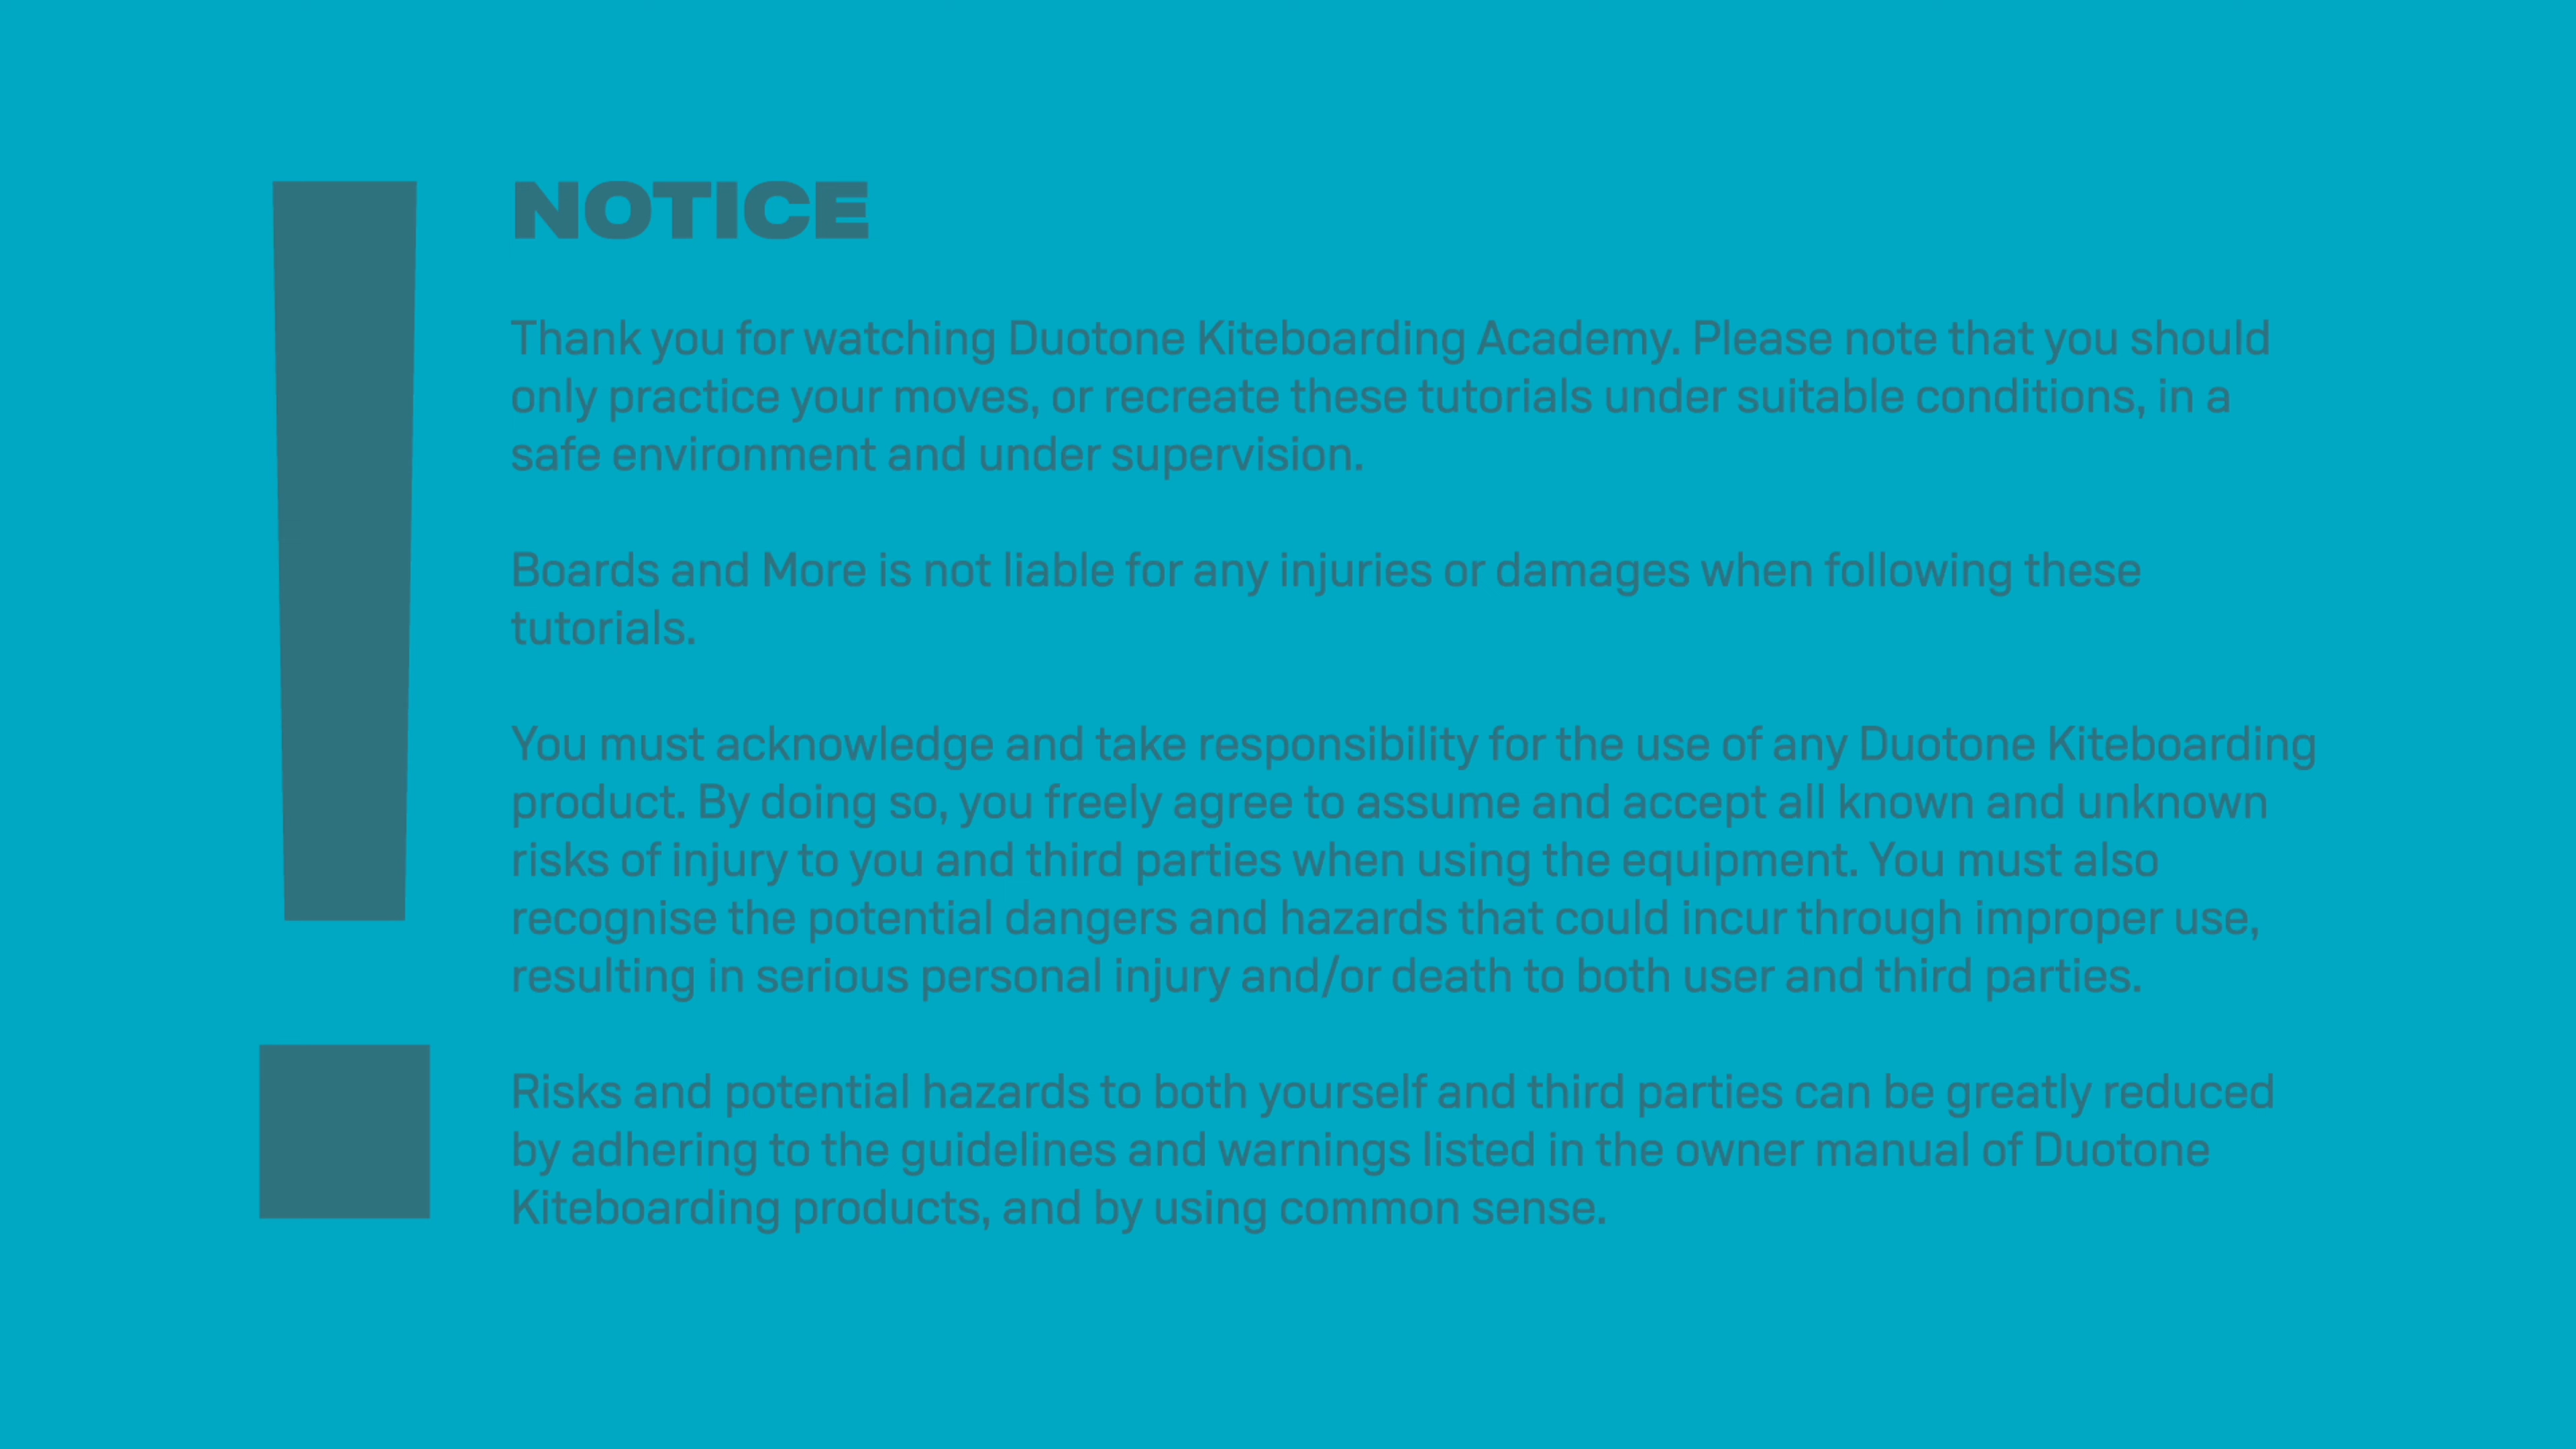 NOTICE
Thank you for watching Duotone Kiteboarding Academy. Please note that you should
only practice your moves, or recreate these tutorials under suitable conditions, in a
safe environment and under supervision.
Boards and More is not liable for any injuries or damages when following these
tutorials.
You must acknowledge and take responsibility for the use of any Duotone Kiteboarding
product. By doing so, you freely agree to assume and accept all known and unknown
risks of injury to you and third parties when using the equipment. You must also
recognise the potential dangers and hazards that could incur through improper use,
resulting in serious personal injury and/or death to both user and third parties.
Risks and potential hazards to both yourself and third parties can be greatly reduced
by adhering to the guidelines and warnings listed in the owner manual of Duotone
Kiteboarding products, and by using common sense.